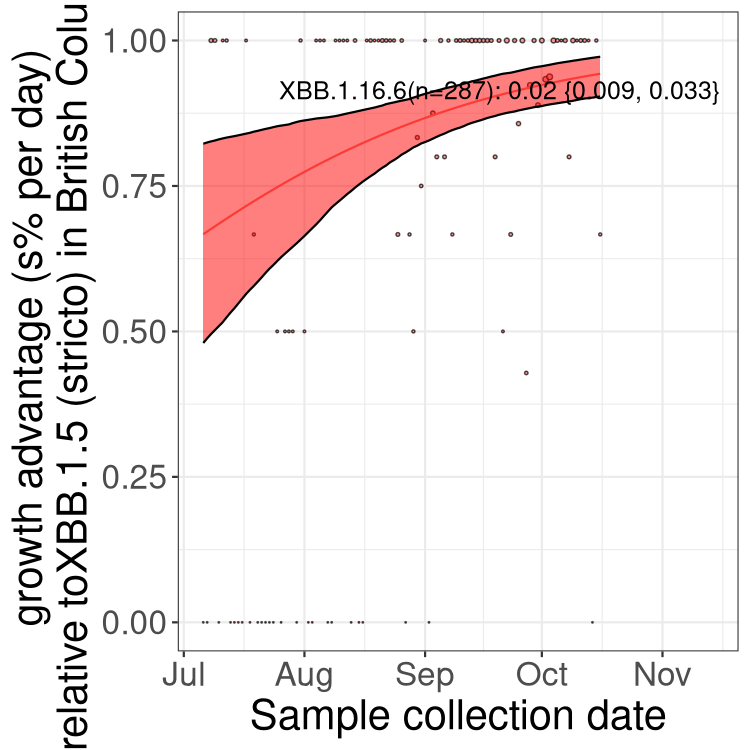 growth advantage (s% per day)
relative toXBB.1.5 (stricto) in British Colu
1.00
0.75
0.50
0.25
0.00
XBB.1.16.6(n=287): 0.02 {0.009, 0.033}
Jul Aug Sep Oct Nov
Sample collection date